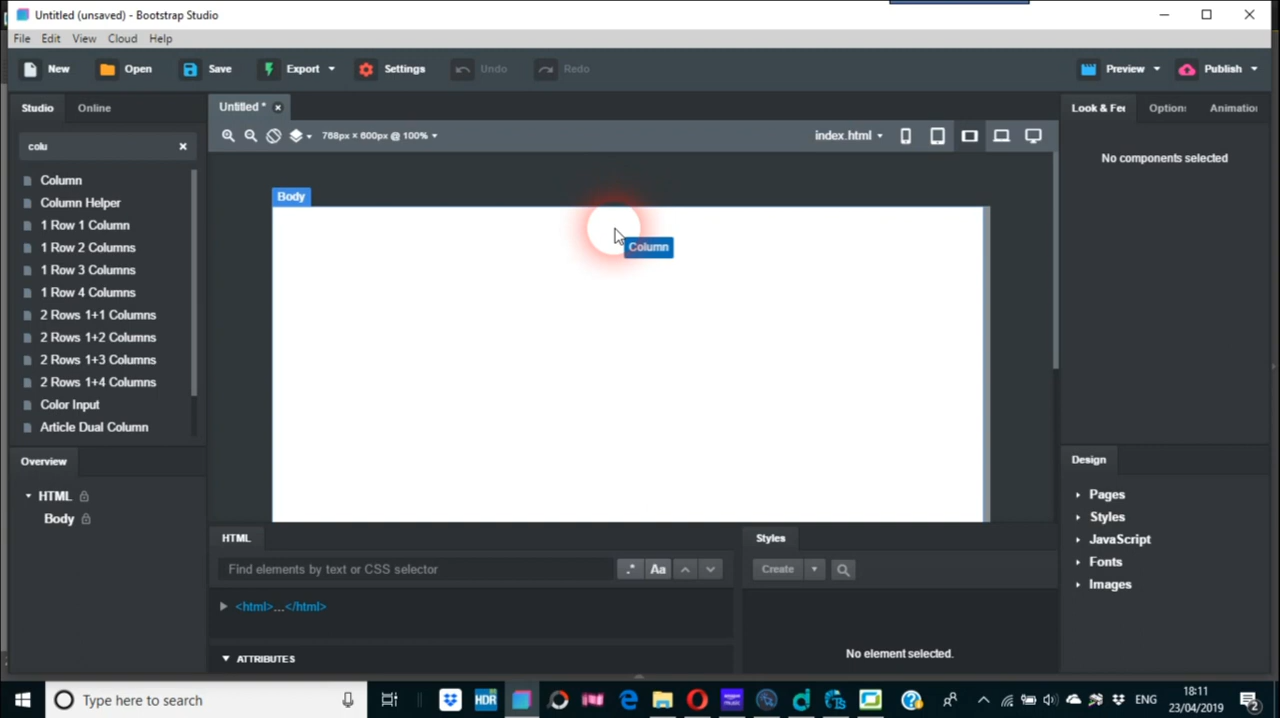 Untitled (unsaved) - Bootstrap Studio
File Edit View Cloud Help
New Open Save Export Settings Undo Redo Preview Publish
Studio Online
Untitled *
Look & Fee Option: Animatio
colu
768px × 600px @ 100%
index.html
No components selected
Column
Column Helper
1 Row 1 Column
1 Row 2 Columns
1 Row 3 Columns
1 Row 4 Columns
2 Rows 1+1 Columns
2 Rows 1+2 Columns
2 Rows 1+3 Columns
2 Rows 1+4 Columns
Color Input
Article Dual Column
Body
Column
Overview
HTML
Body
Design
Pages
Styles
JavaScript
Fonts
Images
HTML
Find elements by text or CSS selector
.* Aa
<html>...</html>
ATTRIBUTES
Styles
Create
No element selected.
Type here to search
HDR
ENG
18:11
23/04/2019
2